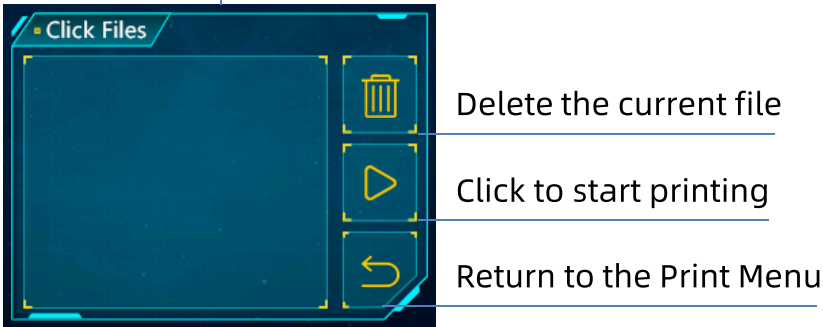 Click Files
Delete the current file
Click to start printing
Return to the Print Menu